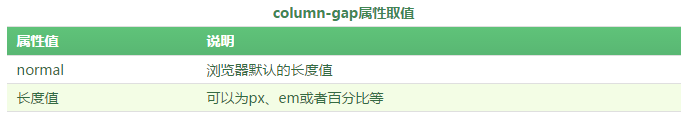 column-gap属性取值
属性值 说明
normal 浏览器默认的长度值
长度值 可以为px、em或者百分比等